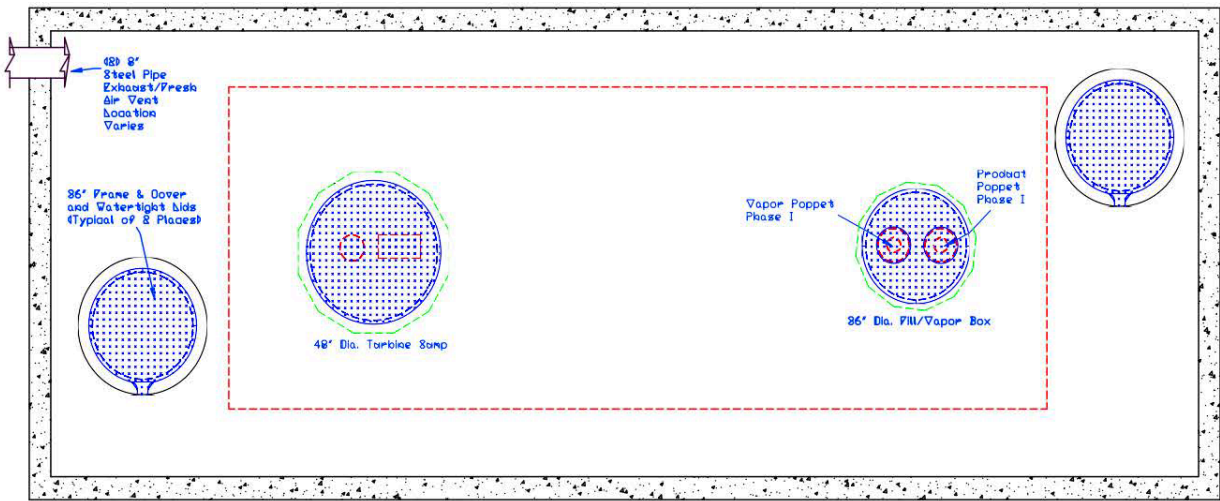 8"
Steel Pipe
Exhaust/Fresh
Air Vent
Location
Varies
36" Frame & Cover
and Watertight Lids
(Typical of 2 Places)
48" Dia. Turbine Sump
Vapor Poppet
Phase I
Product
Poppet
Phase I
36" Dia. Fill/Vapor Box